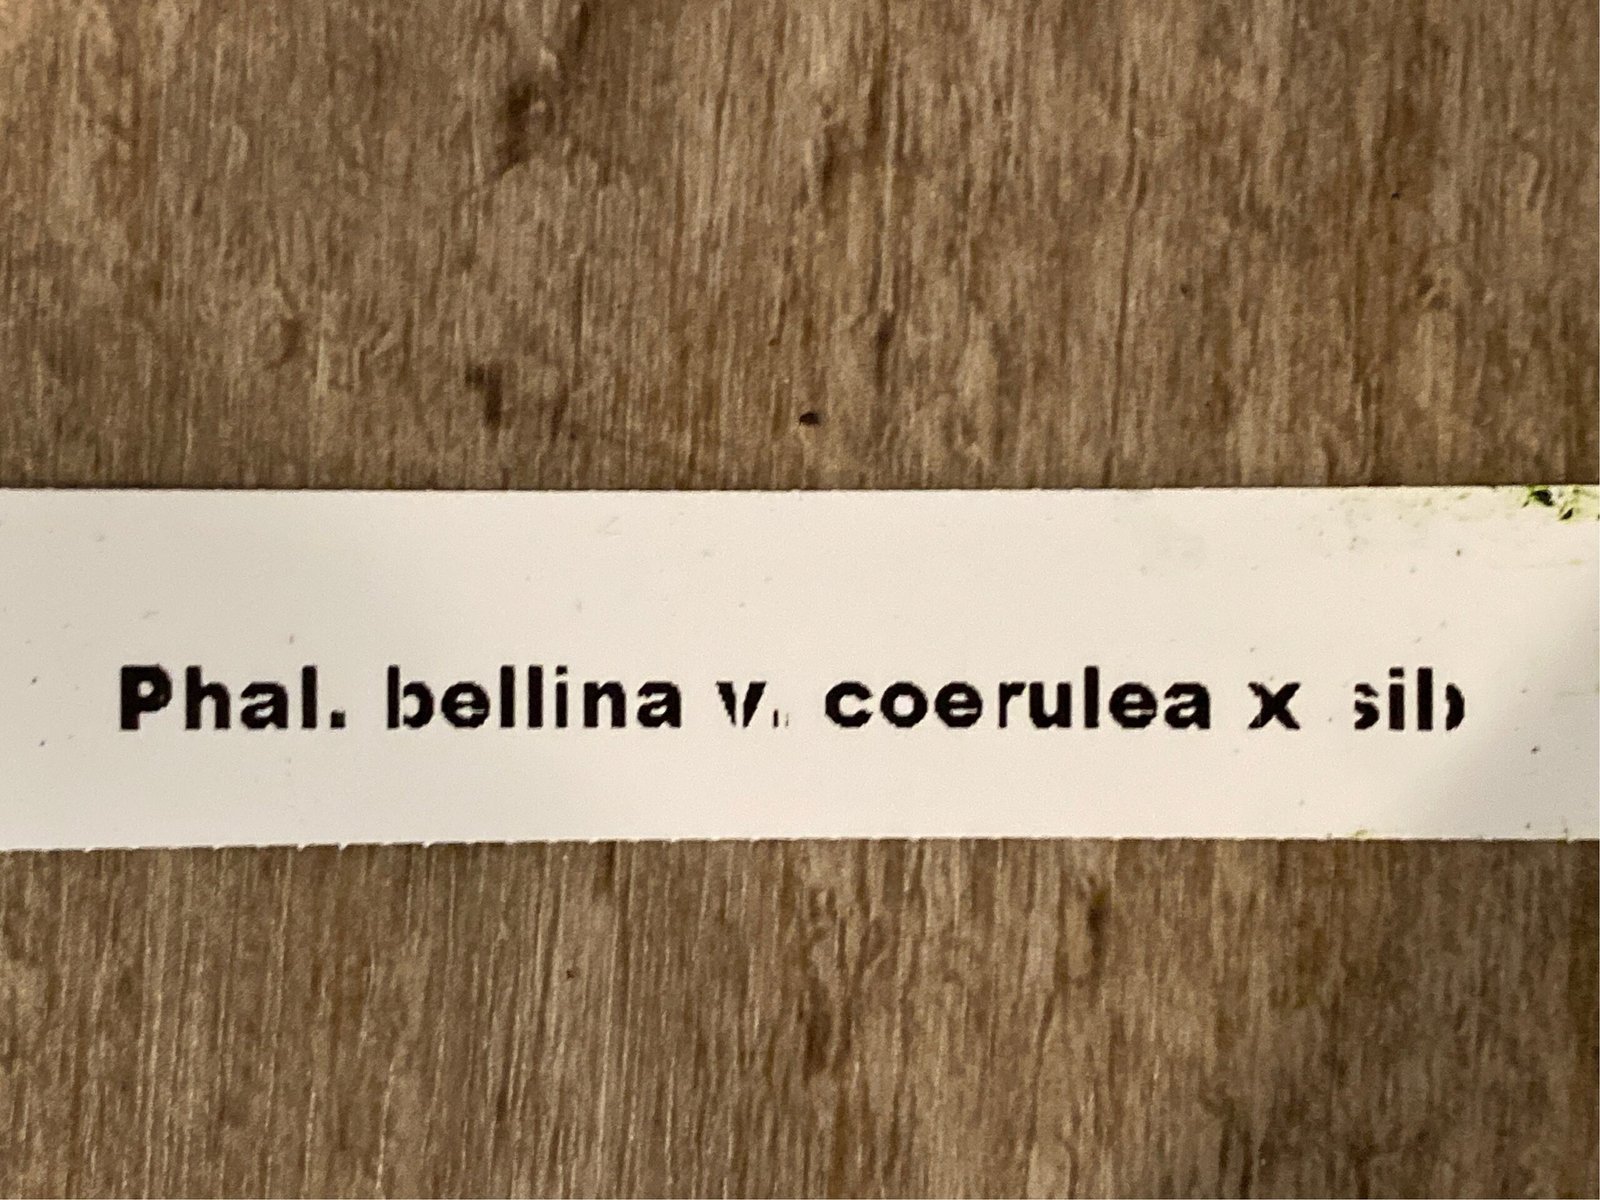 Phal. bellina v. coerulea x sib